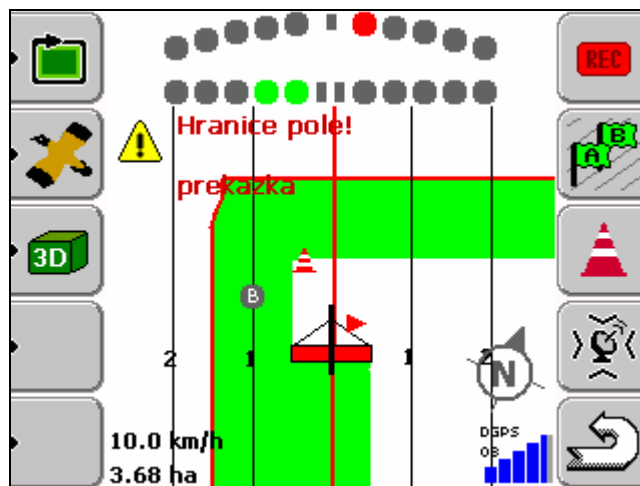 REC
Hranice pole!
B
A
prekazka
3D
B
2
1
1
2
N
10.0 km/h
DGPS
08
3.68 ha